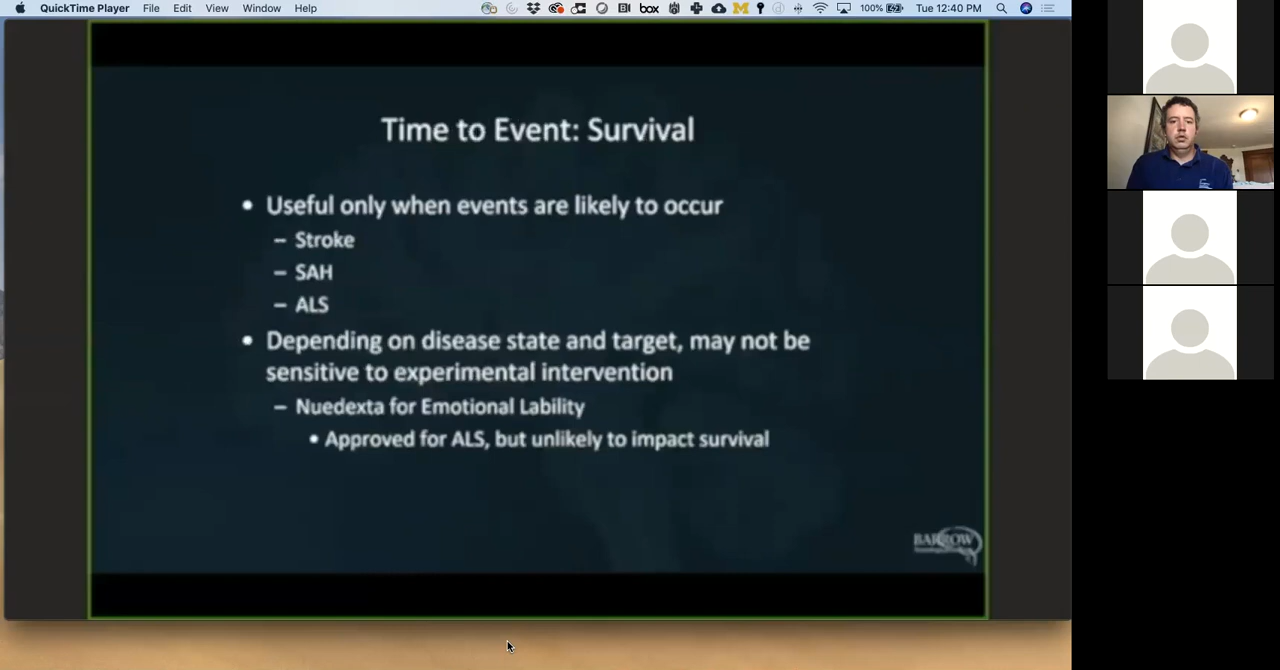 QuickTime Player File Edit View Window Help box 100% Tue 12:40 PM
Time to Event: Survival
• Useful only when events are likely to occur
– Stroke
– SAH
– ALS
• Depending on disease state and target, may not be
sensitive to experimental intervention
– Nuedexta for Emotional Lability
• Approved for ALS, but unlikely to impact survival
BARROW